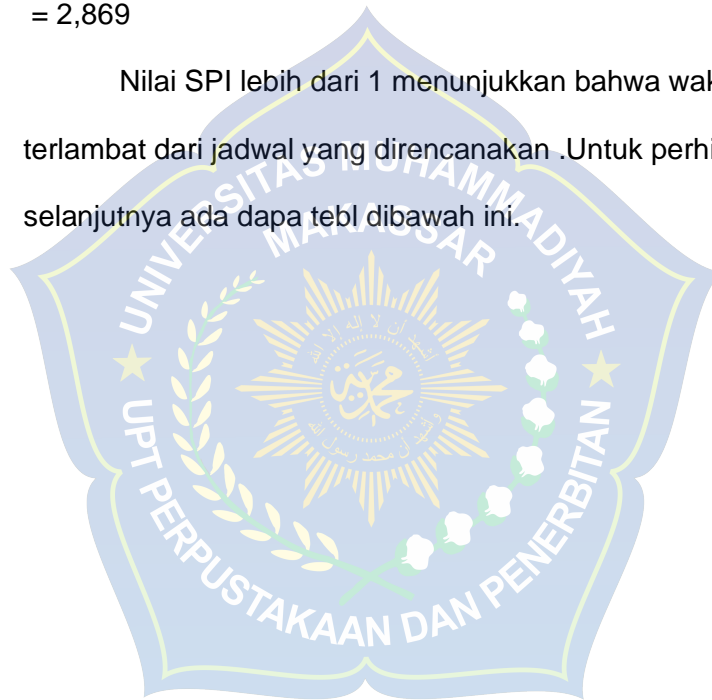 = 2,869
Nilai SPI lebih dari 1 menunjukkan bahwa wak
terlambat dari jadwal yang direncanakan .Untuk perhi
selanjutnya ada dapa tebl dibawah ini.
UNIVERSITAS MUHAMMADIYAH
MAKASSAR
UPT PERPUSTAKAAN DAN PENERBITAN